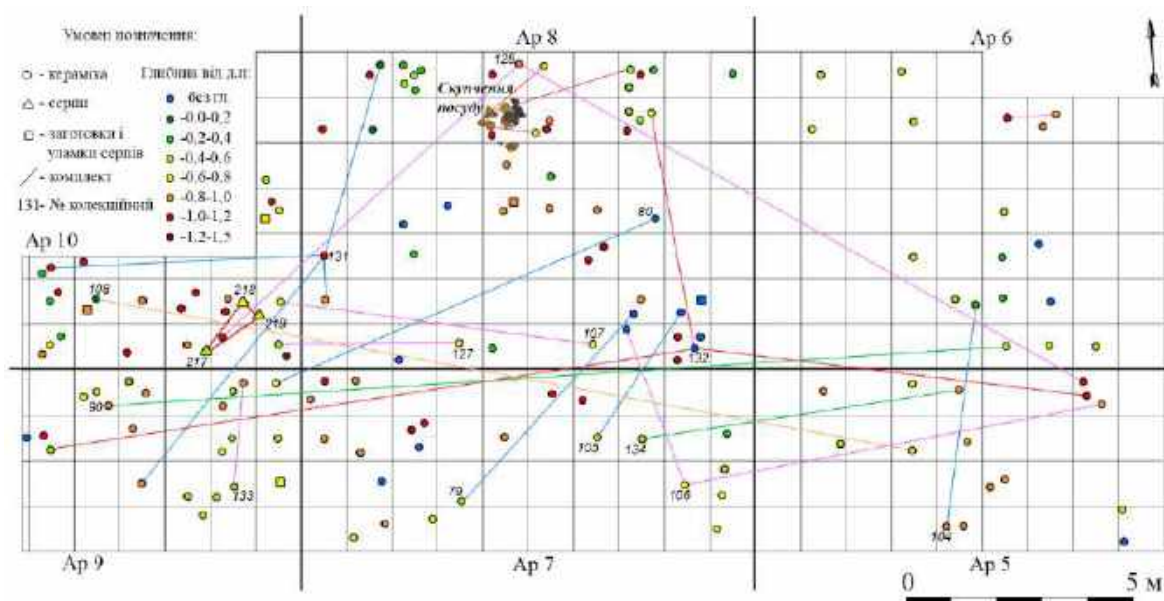 Умовні позначення:
- кераміка
- серпи
- заготовки і
уламки серпів
- комплект
131- № колекційний
Глибина від д.п:
без гл.
-0,0-0,2
-0,2-0,4
-0,4-0,6
-0,6-0,8
-0,8-1,0
-1,0-1,2
-1,2-1,5
Ар 8
Ар 6
125
Скупчення
посуду
80
Ар 10
131
108
218
219
217
127
107
132
90
133
79
105
134
106
104
Ар 9
Ар 7
Ар 5
0
5 м